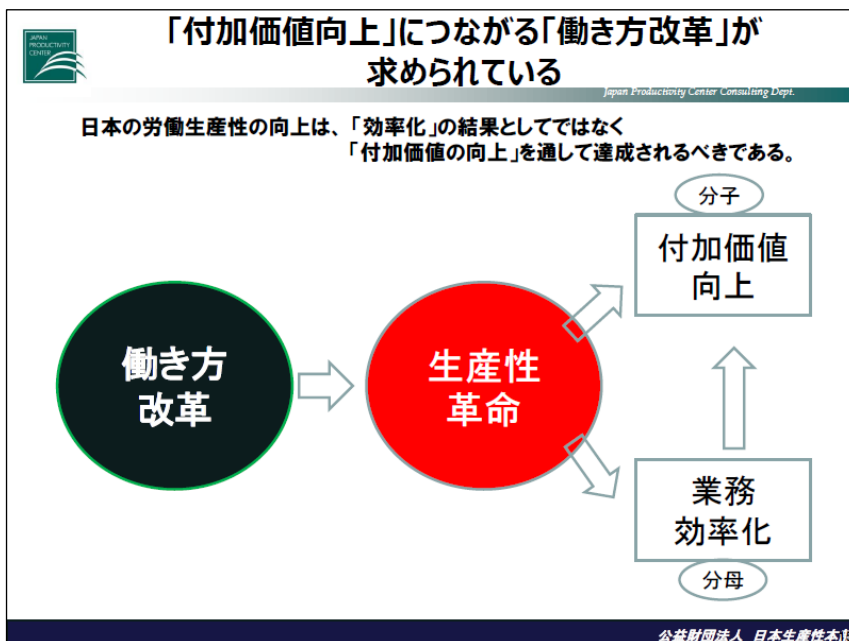 JAPAN
PRODUCTIVITY
CENTER
「付加価値向上」につながる「働き方改革」が
求められている
Japan Productivity Center Consulting Dept.
日本の労働生産性の向上は、「効率化」の結果としてではなく
「付加価値の向上」を通して達成されるべきである。
分子
付加価値
向上
働き方
改革
生産性
革命
業務
効率化
分母
公益財団法人 日本生産性本部